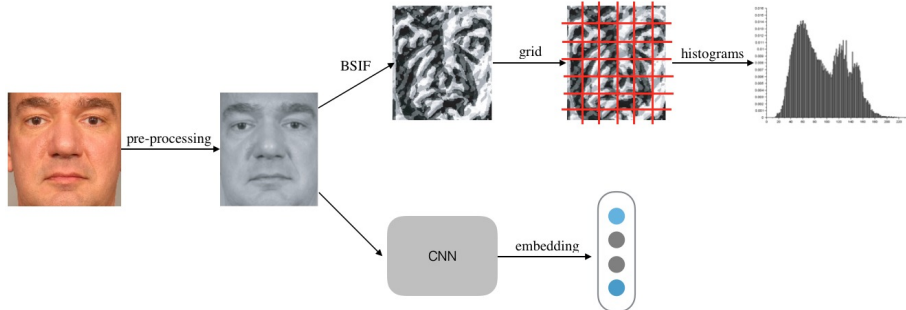 BSIF
grid
histograms
pre-processing
CNN
embedding